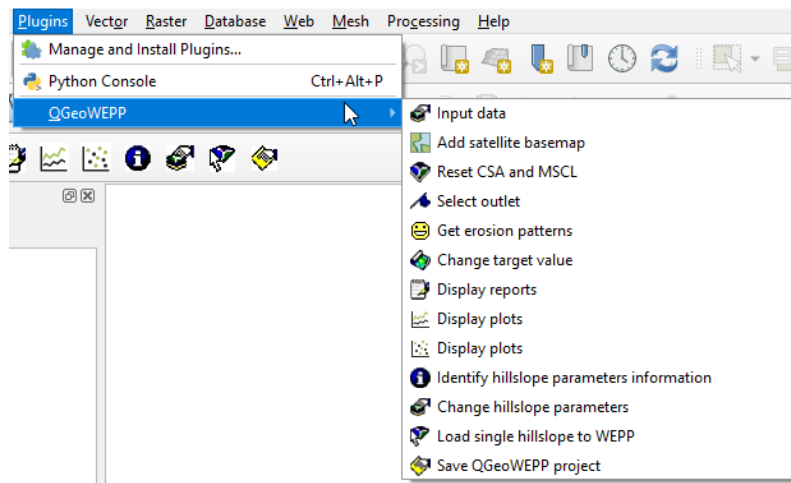 Plugins Vector Raster Database Web Mesh Processing Help
Manage and Install Plugins...
Python Console Ctrl+Alt+P
QGeoWEPP
Input data
Add satellite basemap
Reset CSA and MSCL
Select outlet
Get erosion patterns
Change target value
Display reports
Display plots
Display plots
Identify hillslope parameters information
Change hillslope parameters
Load single hillslope to WEPP
Save QGeoWEPP project